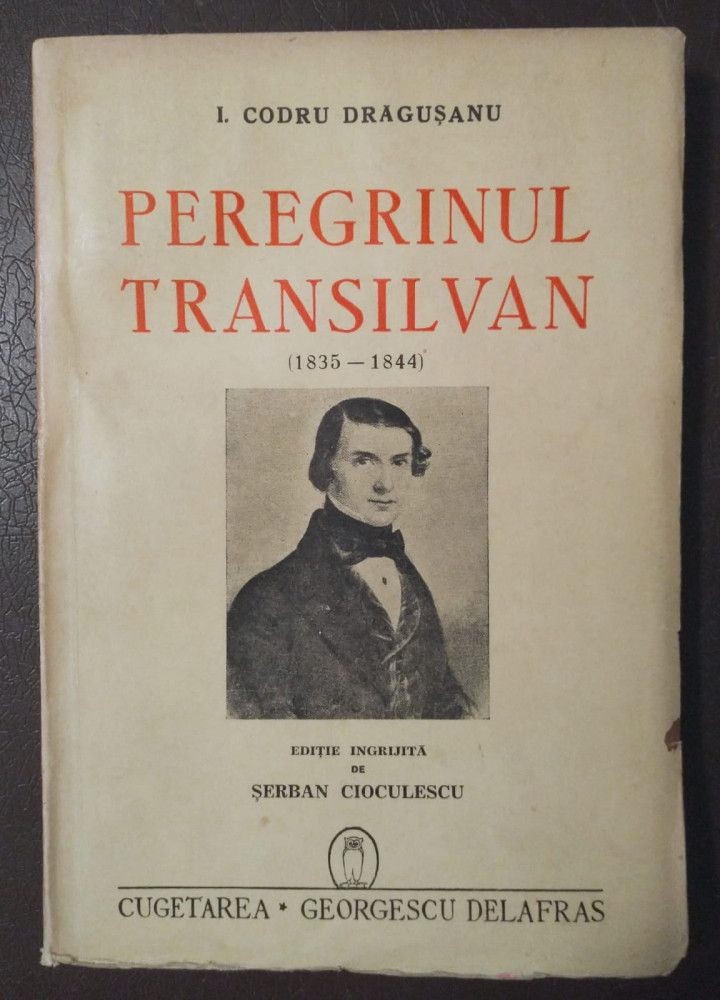 I. CODRU DRĂGUȘANU
PEREGRINUL
TRANSILVAN
(1835 — 1844)
EDIȚIE INGRIJITĂ
DE
ȘERBAN CIOCULESCU
CUGETAREA * GEORGESCU DELAFRAS